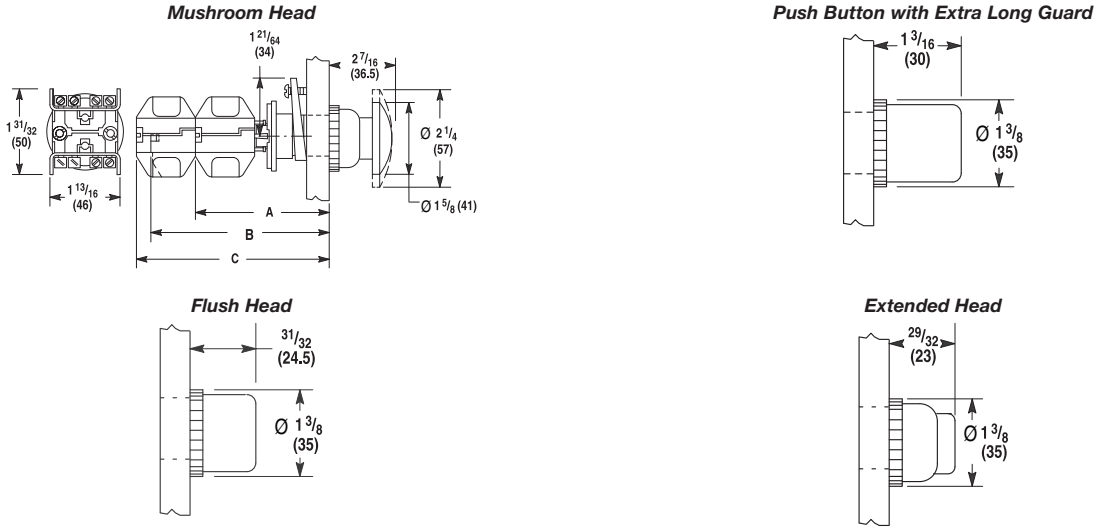 Mushroom Head
1 21/64
(34)
2 7/16
(36.5)
1 31/32
(50)
Ø 2 1/4
(57)
1 13/16
(46)
Ø 1 5/8 (41)
A
B
C
Push Button with Extra Long Guard
1 3/16
(30)
Ø 1 3/8
(35)
Flush Head
31/32
(24.5)
Ø 1 3/8
(35)
Extended Head
29/32
(23)
Ø 1 3/8
(35)